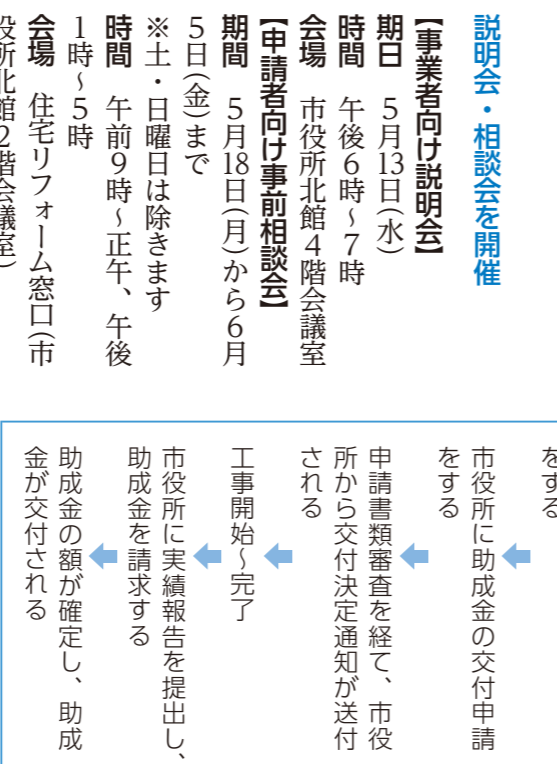 説明会・相談会を開催
【事業者向け説明会】
期日　５月13日(水)
時間　午後６時～７時
会場　市役所北館４階会議室
【申請者向け事前相談会】
期間　５月18日(月)から６月
５日(金)まで
※土・日曜日は除きます
時間　午前９時～正午、午後
１時～５時
会場　住宅リフォーム窓口(市
役所北館２階会議室)
をする
市役所に助成金の交付申請
をする
申請書類審査を経て、市役
所から交付決定通知が送付
される
工事開始～完了
市役所に実績報告を提出し、
助成金を請求する
助成金の額が確定し、助成
金が交付される